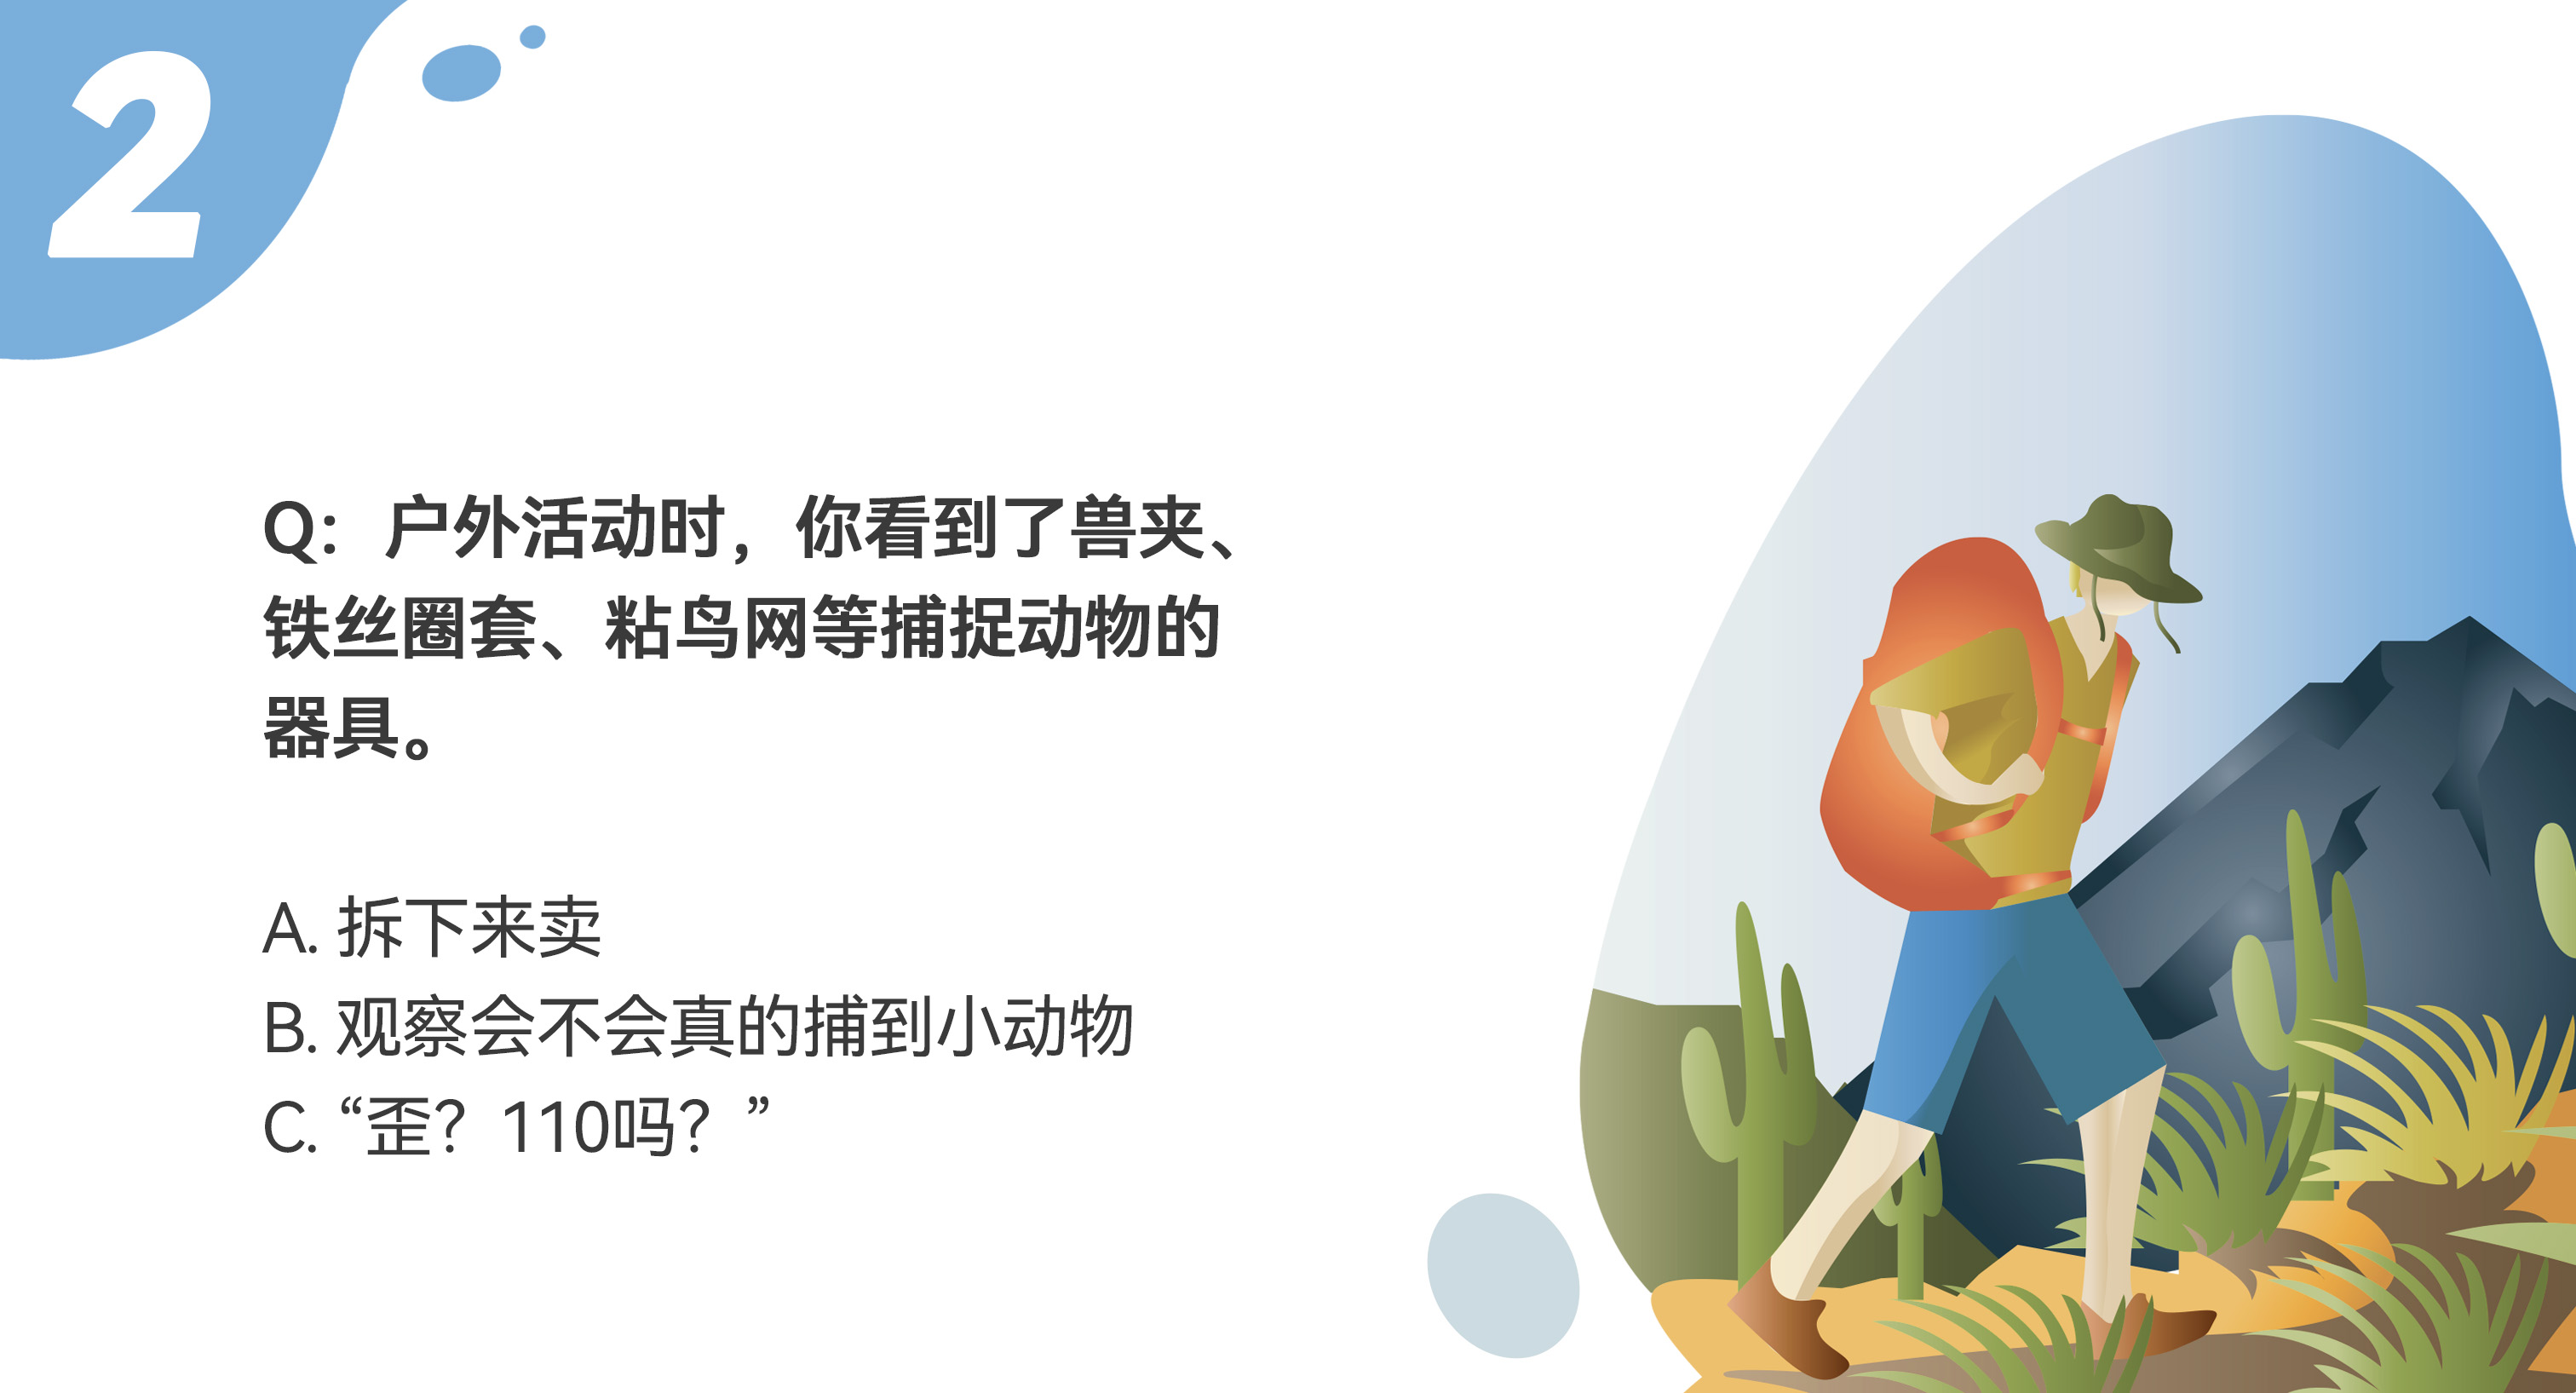 2
Q：户外活动时，你看到了兽夹、
铁丝圈套、粘鸟网等捕捉动物的
器具。
A. 拆下来卖
B. 观察会不会真的捕到小动物
C. “歪？110吗？”